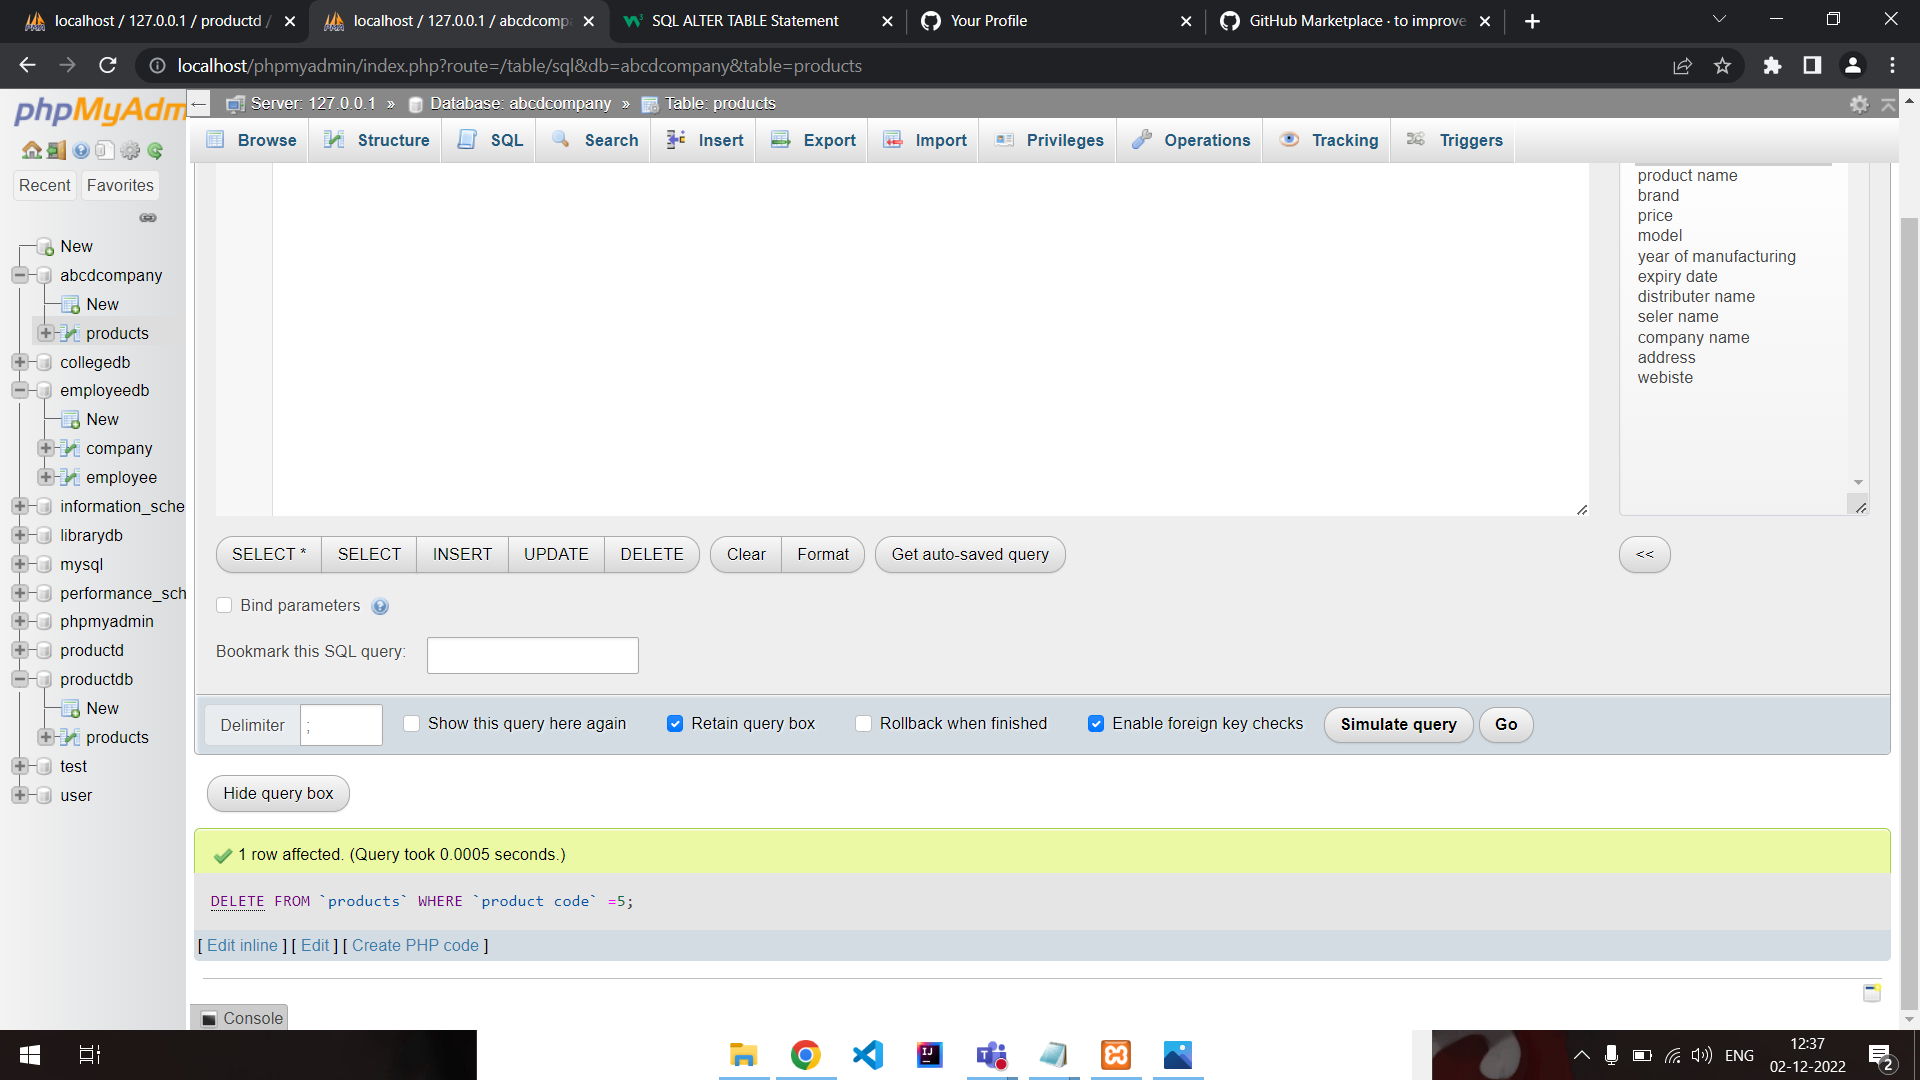 localhost / 127.0.0.1 / productd /
localhost / 127.0.0.1 / abcdcomp
SQL ALTER TABLE Statement
Your Profile
GitHub Marketplace · to improve
localhost/phpmyadmin/index.php?route=/table/sql&db=abcdcompany&table=products
phpMyAdm
Server: 127.0.0.1 » Database: abcdcompany » Table: products
Browse Structure SQL Search Insert Export Import Privileges Operations Tracking Triggers
Recent Favorites
New
abcdcompany
New
products
collegedb
employeedb
New
company
employee
information_sche
librarydb
mysql
performance_sch
phpmyadmin
productd
productdb
New
products
test
user
product name
brand
price
model
year of manufacturing
expiry date
distributer name
seler name
company name
address
webiste
SELECT * SELECT INSERT UPDATE DELETE Clear Format Get auto-saved query <<
Bind parameters
Bookmark this SQL query:
Delimiter ; Show this query here again Retain query box Rollback when finished Enable foreign key checks Simulate query Go
Hide query box
1 row affected. (Query took 0.0005 seconds.)
DELETE FROM `products` WHERE `product code` =5;
[ Edit inline ] [ Edit ] [ Create PHP code ]
Console
ENG
12:37
02-12-2022
2